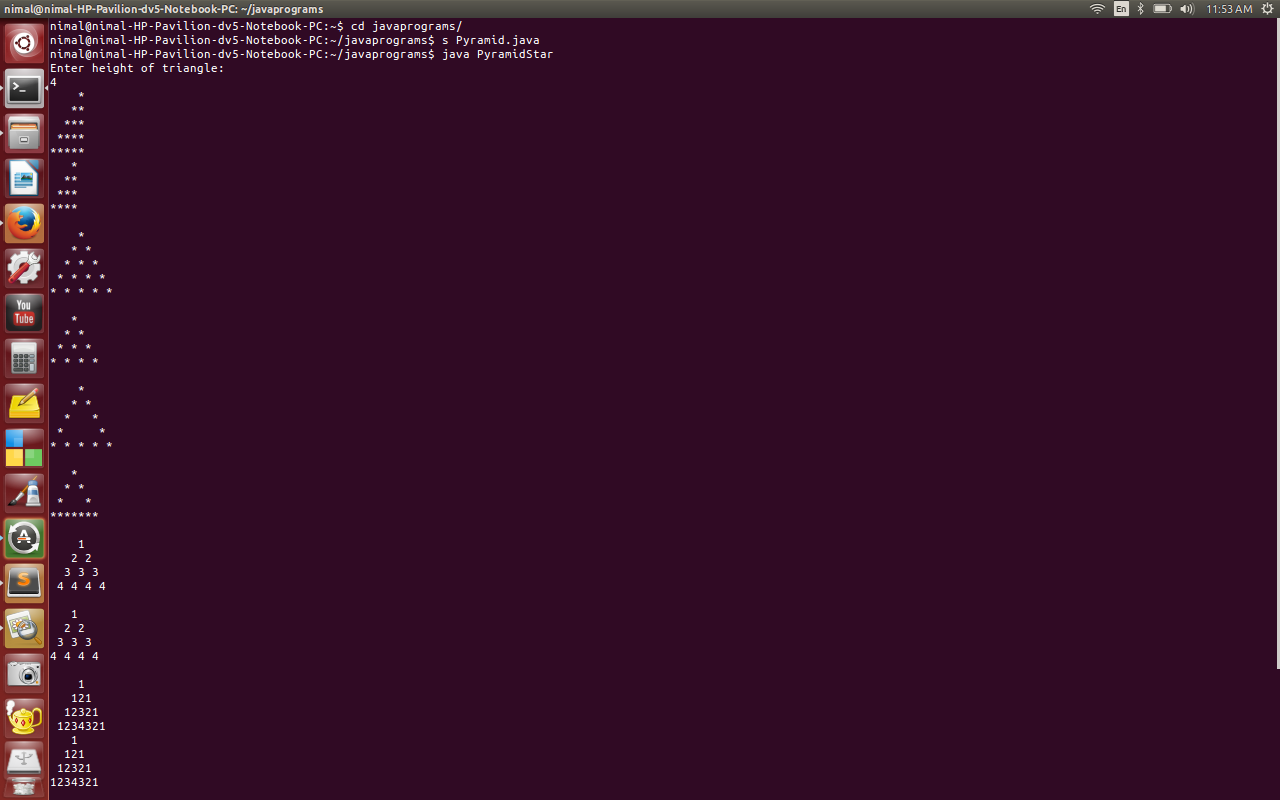 nimal@nimal-HP-Pavilion-dv5-Notebook-PC: ~/javaprograms
En
11:53 AM
nimal@nimal-HP-Pavilion-dv5-Notebook-PC:~$ cd javaprograms/
nimal@nimal-HP-Pavilion-dv5-Notebook-PC:~/javaprograms$ s Pyramid.java
nimal@nimal-HP-Pavilion-dv5-Notebook-PC:~/javaprograms$ java PyramidStar
Enter height of triangle:
4
    *
   **
  ***
 ****
*****
   *
  **
 ***
****

    *
   * *
  * * *
 * * * *
* * * * *

   *
  * *
 * * *
* * * *

    *
   * *
  *   *
 *     *
* * * * *

   *
  * *
 *   *
*******

    1
   2 2
  3 3 3
 4 4 4 4

   1
  2 2
 3 3 3
4 4 4 4

    1
   121
  12321
 1234321
   1
  121
 12321
1234321
You
Tube
S
A
>_